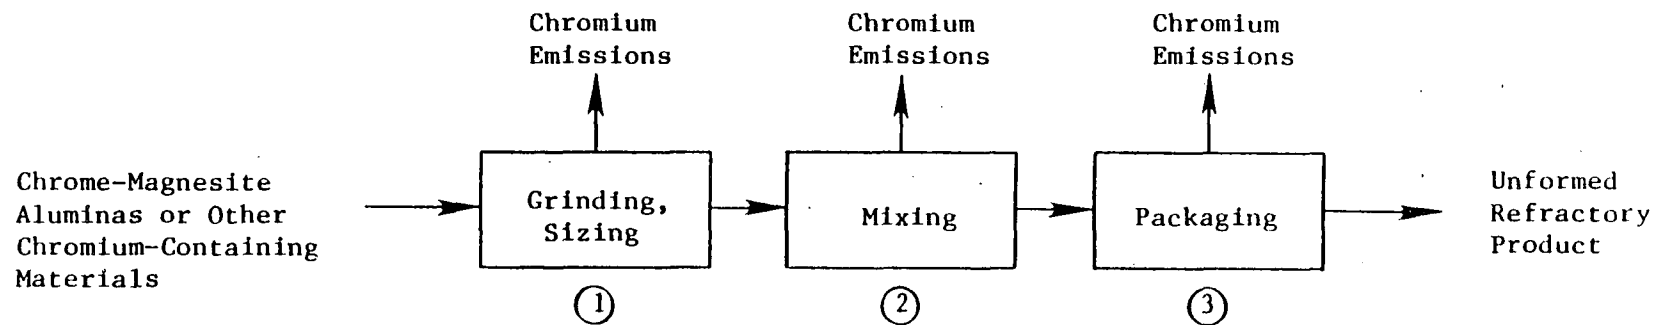 Chromium
Emissions
Chromium
Emissions
Chromium
Emissions
Chrome-Magnesite
Aluminas or Other
Chromium-Containing
Materials
Grinding,
Sizing
Mixing
Packaging
Unformed
Refractory
Product
1
2
3